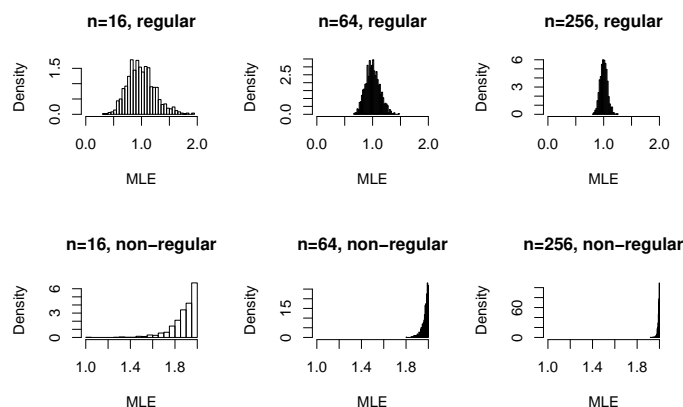 n=16, regular
n=64, regular
n=256, regular
Density
0.0
1.5
Density
0.0
2.5
Density
0
3
6
0.0
1.0
2.0
0.0
1.0
2.0
0.0
1.0
2.0
MLE
MLE
MLE
n=16, non−regular
n=64, non−regular
n=256, non−regular
Density
0
3
6
Density
0
15
Density
0
60
1.0
1.4
1.8
1.0
1.4
1.8
1.0
1.4
1.8
MLE
MLE
MLE